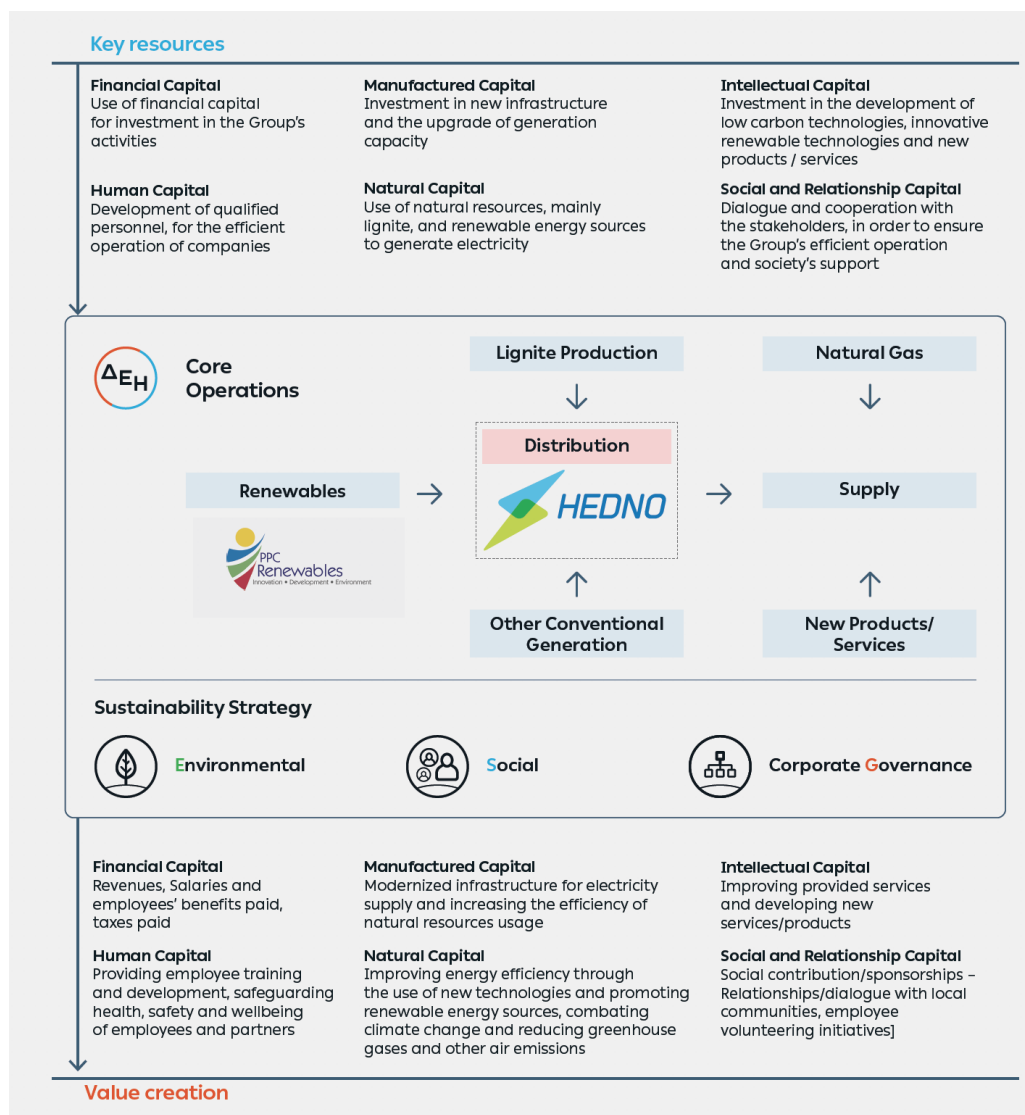 Key resources
Financial Capital
Use of financial capital
for investment in the Group's
activities
Manufactured Capital
Investment in new infrastructure
and the upgrade of generation
capacity
Intellectual Capital
Investment in the development of
low carbon technologies, innovative
renewable technologies and new
products / services
Human Capital
Development of qualified
personnel, for the efficient
operation of companies
Natural Capital
Use of natural resources, mainly
lignite, and renewable energy sources
to generate electricity
Social and Relationship Capital
Dialogue and cooperation with
the stakeholders, in order to ensure
the Group's efficient operation
and society's support
ΔΕΗ
Core
Operations
Lignite Production
Natural Gas
Distribution
HEDNO
Renewables
PPC
Renewables
Innovation • Development • Environment
Supply
Other Conventional
Generation
New Products/
Services
Sustainability Strategy
Environmental
Social
Corporate Governance
Financial Capital
Revenues, Salaries and
employees' benefits paid,
taxes paid
Manufactured Capital
Modernized infrastructure for electricity
supply and increasing the efficiency of
natural resources usage
Intellectual Capital
Improving provided services
and developing new
services/products
Human Capital
Providing employee training
and development, safeguarding
health, safety and wellbeing
of employees and partners
Natural Capital
Improving energy efficiency through
the use of new technologies and promoting
renewable energy sources, combating
climate change and reducing greenhouse
gases and other air emissions
Social and Relationship Capital
Social contribution/sponsorships –
Relationships/dialogue with local
communities, employee
volunteering initiatives]
Value creation